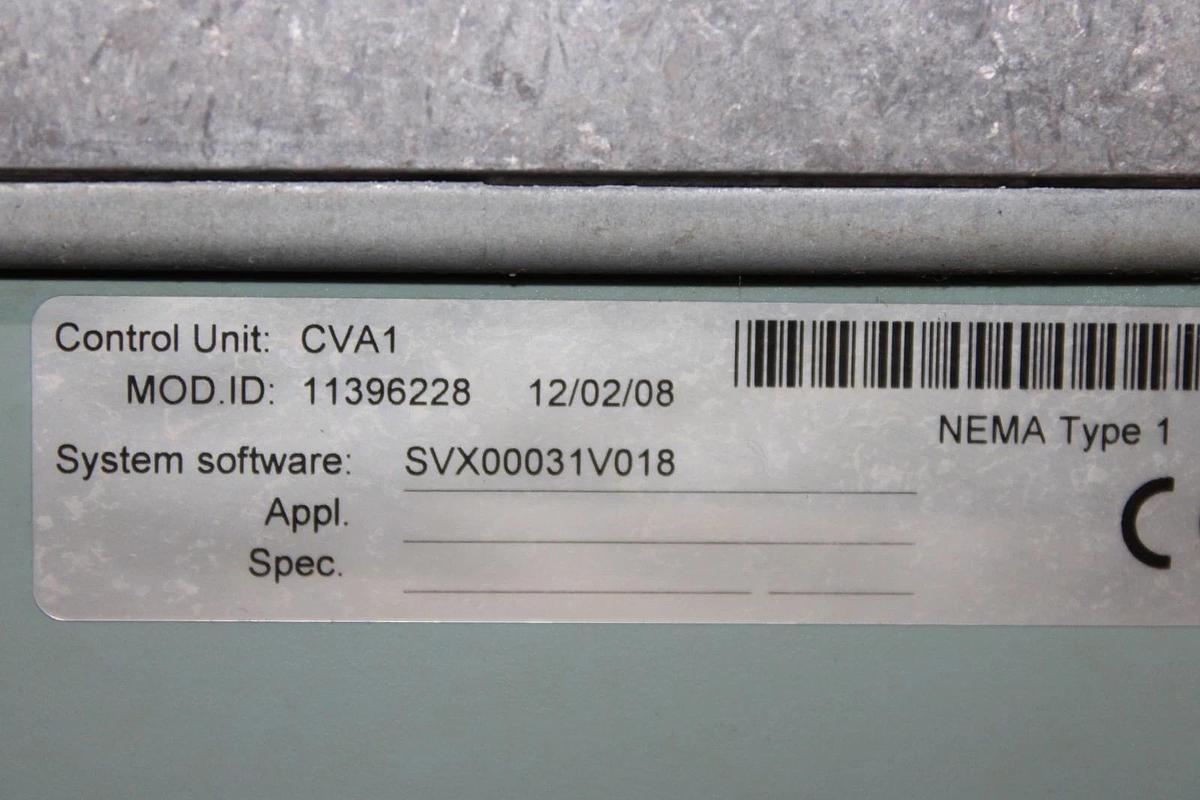 Control Unit: CVA1
MOD.ID: 11396228 12/02/08
NEMA Type 1
System software: SVX00031V018
Appl.
Spec.
C